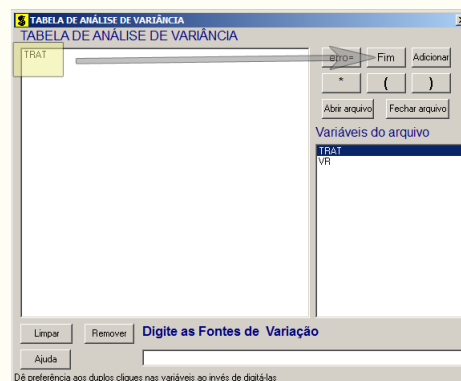 TABELA DE ANÁLISE DE VARIÂNCIA
TABELA DE ANÁLISE DE VARIÂNCIA
TRAT
erro= Fim Adicionar
* ( )
Abrir arquivo Fechar arquivo
Variáveis do arquivo
TRAT
VR
Limpar Remover Digite as Fontes de Variação
Ajuda
Dê preferência aos duplos cliques nas variáveis ao invés de digitá-las